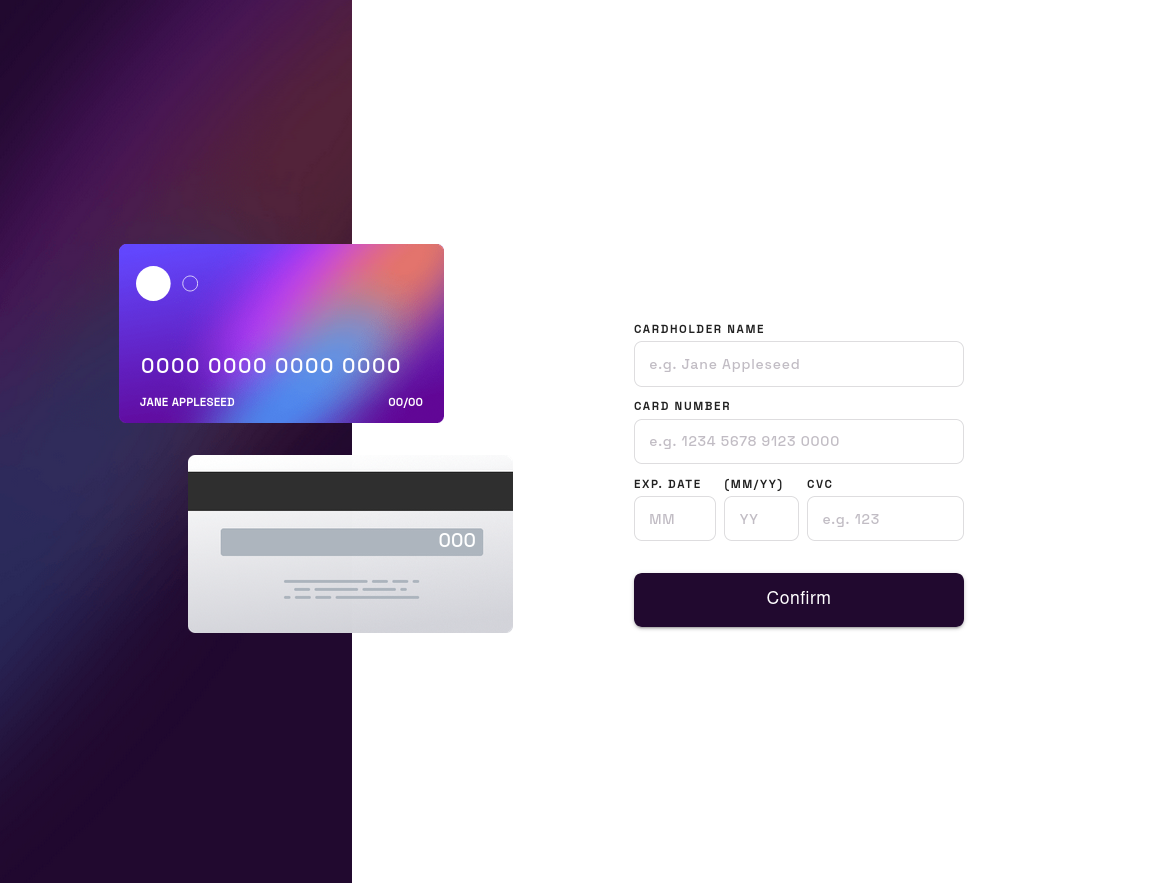 0000 0000 0000 0000
JANE APPLESEED 00/00
000
CARDHOLDER NAME
e.g. Jane Appleseed
CARD NUMBER
e.g. 1234 5678 9123 0000
EXP. DATE (MM/YY) CVC
MM YY e.g. 123
Confirm